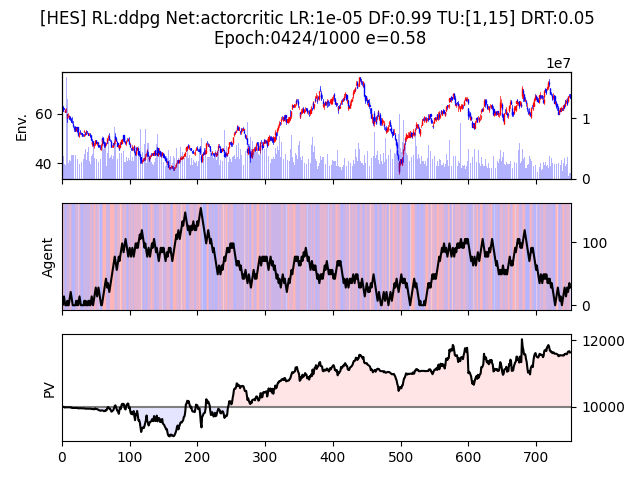 [HES] RL:ddpg Net:actorcritic LR:1e-05 DF:0.99 TU:[1,15] DRT:0.05
Epoch:0424/1000 e=0.58
1e7
Env.
60
40
1
0
Agent
100
0
PV
12000
10000
0 100 200 300 400 500 600 700